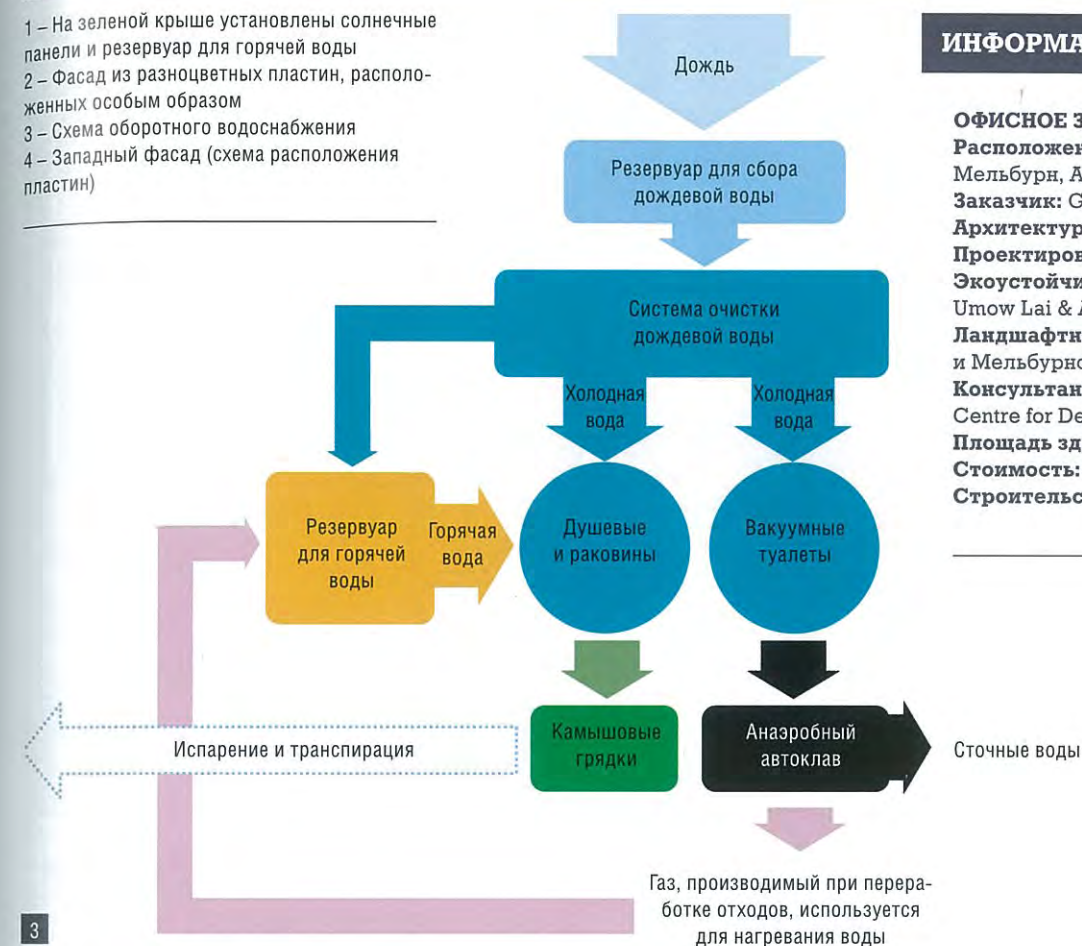 1 – На зеленой крыше установлены солнечные
панели и резервуар для горячей воды
2 – Фасад из разноцветных пластин, располо-
женных особым образом
3 – Схема оборотного водоснабжения
4 – Западный фасад (схема расположения
пластин)
Дождь
Резервуар для сбора
дождевой воды
Система очистки
дождевой воды
Холодная
вода
Холодная
вода
Резервуар
для горячей
воды
Горячая
вода
Душевые
и раковины
Вакуумные
туалеты
Испарение и транспирация
Камышовые
грядки
Анаэробный
автоклав
Сточные воды
Газ, производимый при перера-
ботке отходов, используется
для нагревания воды
3
ИНФОРМА
ОФИСНОЕ З
Расположен
Мельбурн, А
Заказчик: G
Архитектур
Проектиров
Экоустойчи
Umow Lai &
Ландшафтн
и Мельбурно
Консультан
Centre for De
Площадь зд
Стоимость:
Строительс